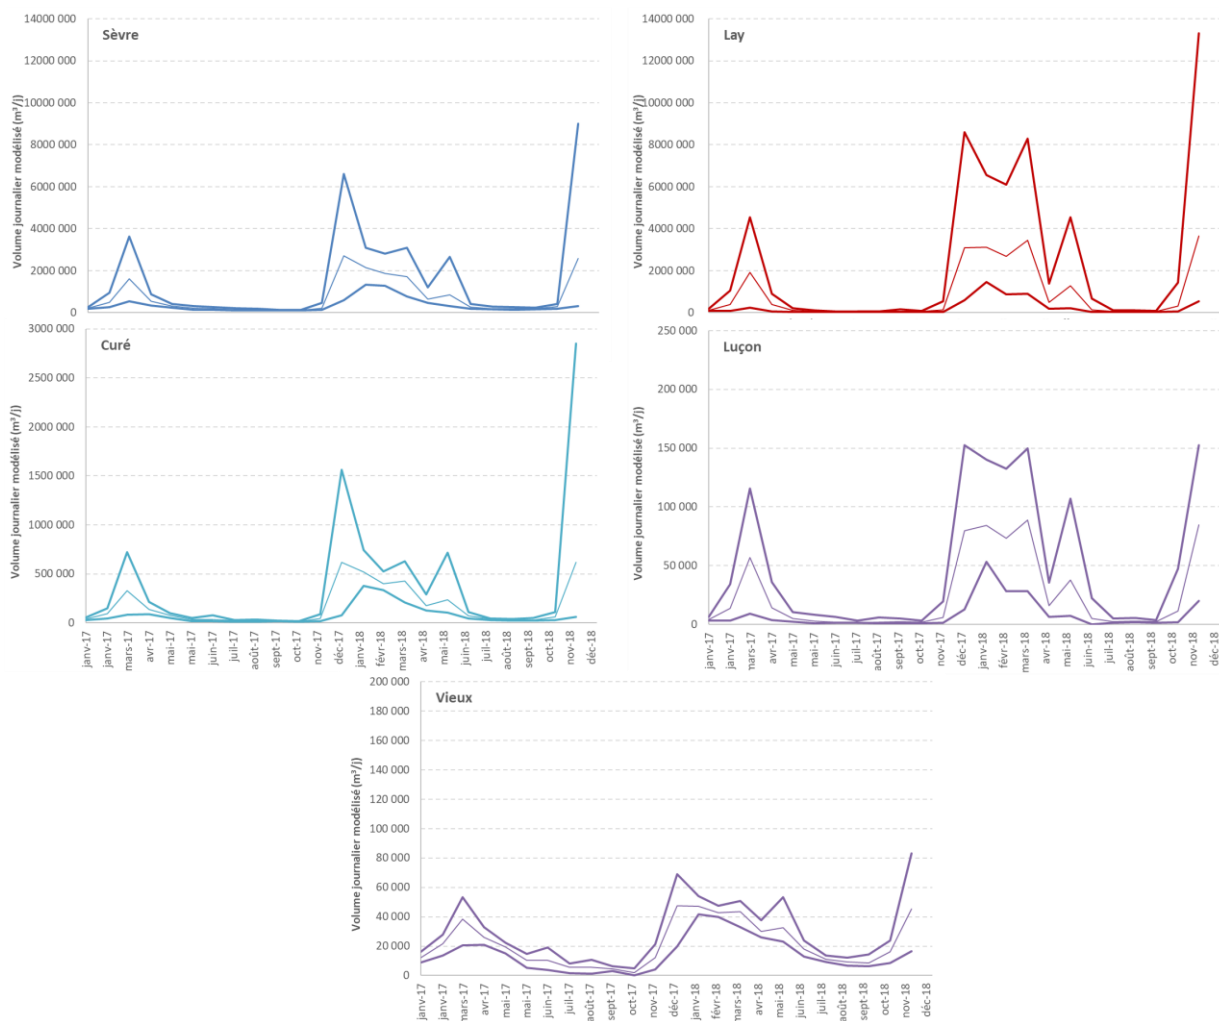 Sèvre
Volume journalier modélisé (m³/j)
14000 000
12000 000
10000 000
8000 000
6000 000
4000 000
2000 000
0
Lay
Volume journalier modélisé (m³/j)
14000 000
12000 000
10000 000
8000 000
6000 000
4000 000
2000 000
0
Curé
Volume journalier modélisé (m³/j)
3000 000
2500 000
2000 000
1500 000
1000 000
500 000
0
janv-17
janv-17
mars-17
avr-17
mai-17
mai-17
juin-17
juil-17
août-17
sept-17
oct-17
nov-17
déc-17
janv-18
févr-18
mars-18
avr-18
mai-18
juin-18
juil-18
août-18
sept-18
oct-18
nov-18
déc-18
Luçon
Volume journalier modélisé (m³/j)
250 000
200 000
150 000
100 000
50 000
0
janv-17
janv-17
mars-17
avr-17
mai-17
mai-17
juin-17
juil-17
août-17
sept-17
oct-17
nov-17
déc-17
janv-18
févr-18
mars-18
avr-18
mai-18
juin-18
juil-18
août-18
sept-18
oct-18
nov-18
déc-18
Vieux
Volume journalier modélisé (m³/j)
200 000
180 000
160 000
140 000
120 000
100 000
80 000
60 000
40 000
20 000
0
janv-17
janv-17
mars-17
avr-17
mai-17
mai-17
juin-17
juil-17
août-17
sept-17
oct-17
nov-17
déc-17
janv-18
févr-18
mars-18
avr-18
mai-18
juin-18
juil-18
août-18
sept-18
oct-18
nov-18
déc-18